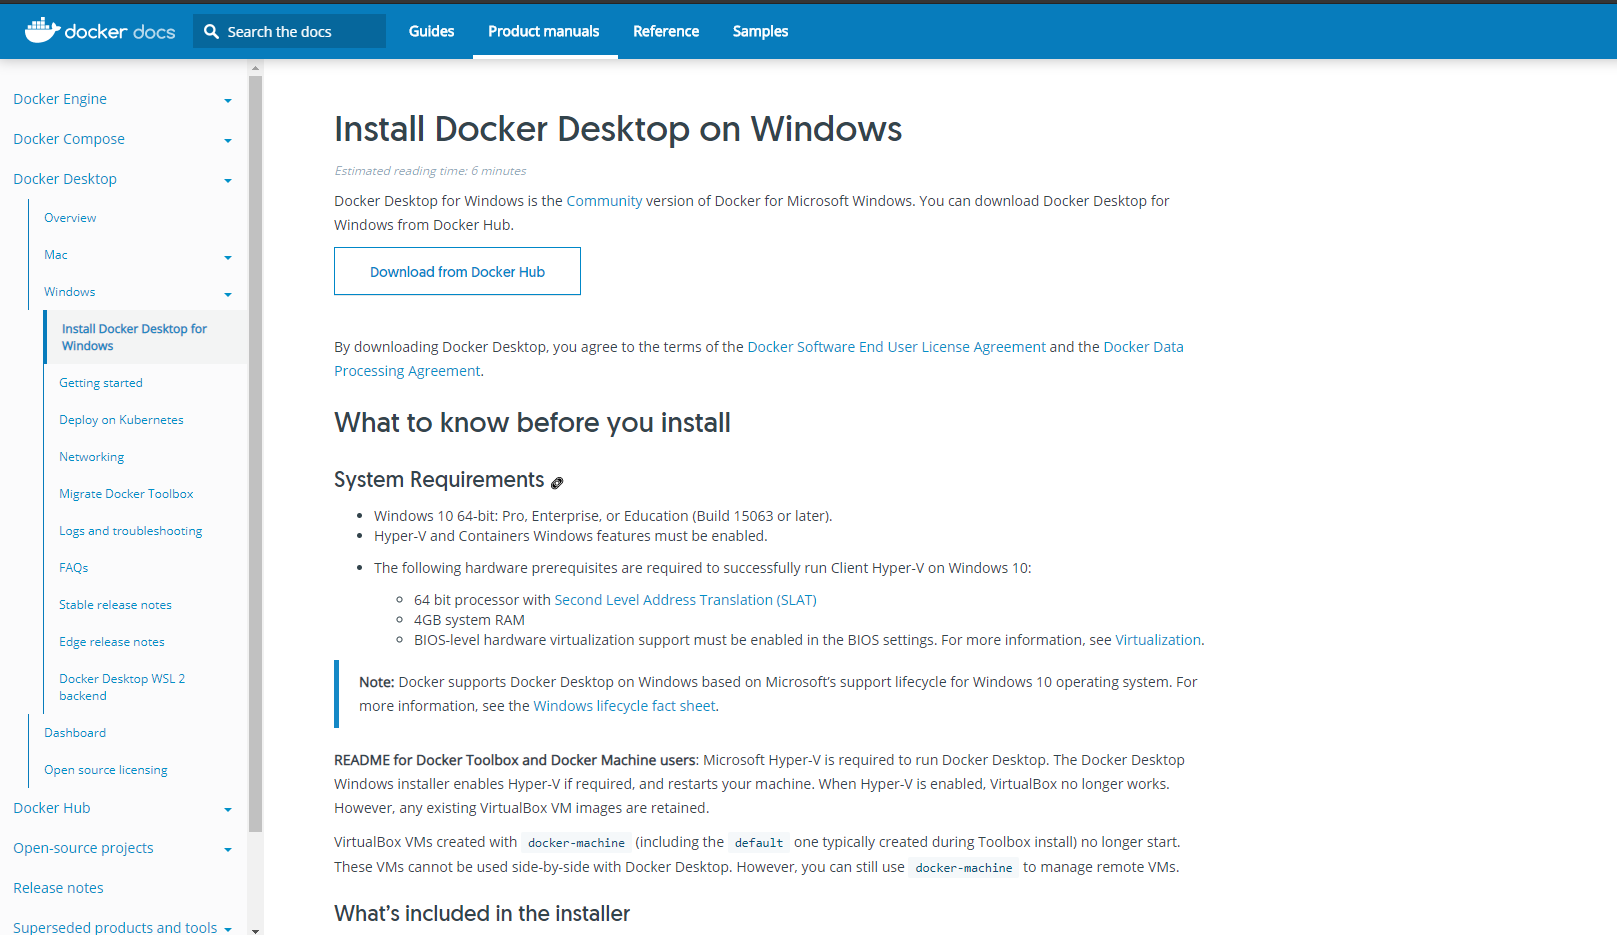 docker docs
Search the docs
Guides
Product manuals
Reference
Samples
Docker Engine
Docker Compose
Docker Desktop
Overview
Mac
Windows
Install Docker Desktop for
Windows
Getting started
Deploy on Kubernetes
Networking
Migrate Docker Toolbox
Logs and troubleshooting
FAQs
Stable release notes
Edge release notes
Docker Desktop WSL 2
backend
Dashboard
Open source licensing
Docker Hub
Open-source projects
Release notes
Superseded products and tools
Install Docker Desktop on Windows
Estimated reading time: 6 minutes
Docker Desktop for Windows is the Community version of Docker for Microsoft Windows. You can download Docker Desktop for
Windows from Docker Hub.
Download from Docker Hub
By downloading Docker Desktop, you agree to the terms of the Docker Software End User License Agreement and the Docker Data
Processing Agreement.
What to know before you install
System Requirements
• Windows 10 64-bit: Pro, Enterprise, or Education (Build 15063 or later).
• Hyper-V and Containers Windows features must be enabled.
• The following hardware prerequisites are required to successfully run Client Hyper-V on Windows 10:
◦ 64 bit processor with Second Level Address Translation (SLAT)
◦ 4GB system RAM
◦ BIOS-level hardware virtualization support must be enabled in the BIOS settings. For more information, see Virtualization.
Note: Docker supports Docker Desktop on Windows based on Microsoft’s support lifecycle for Windows 10 operating system. For
more information, see the Windows lifecycle fact sheet.
README for Docker Toolbox and Docker Machine users: Microsoft Hyper-V is required to run Docker Desktop. The Docker Desktop
Windows installer enables Hyper-V if required, and restarts your machine. When Hyper-V is enabled, VirtualBox no longer works.
However, any existing VirtualBox VM images are retained.
VirtualBox VMs created with docker-machine (including the default one typically created during Toolbox install) no longer start.
These VMs cannot be used side-by-side with Docker Desktop. However, you can still use docker-machine to manage remote VMs.
What’s included in the installer